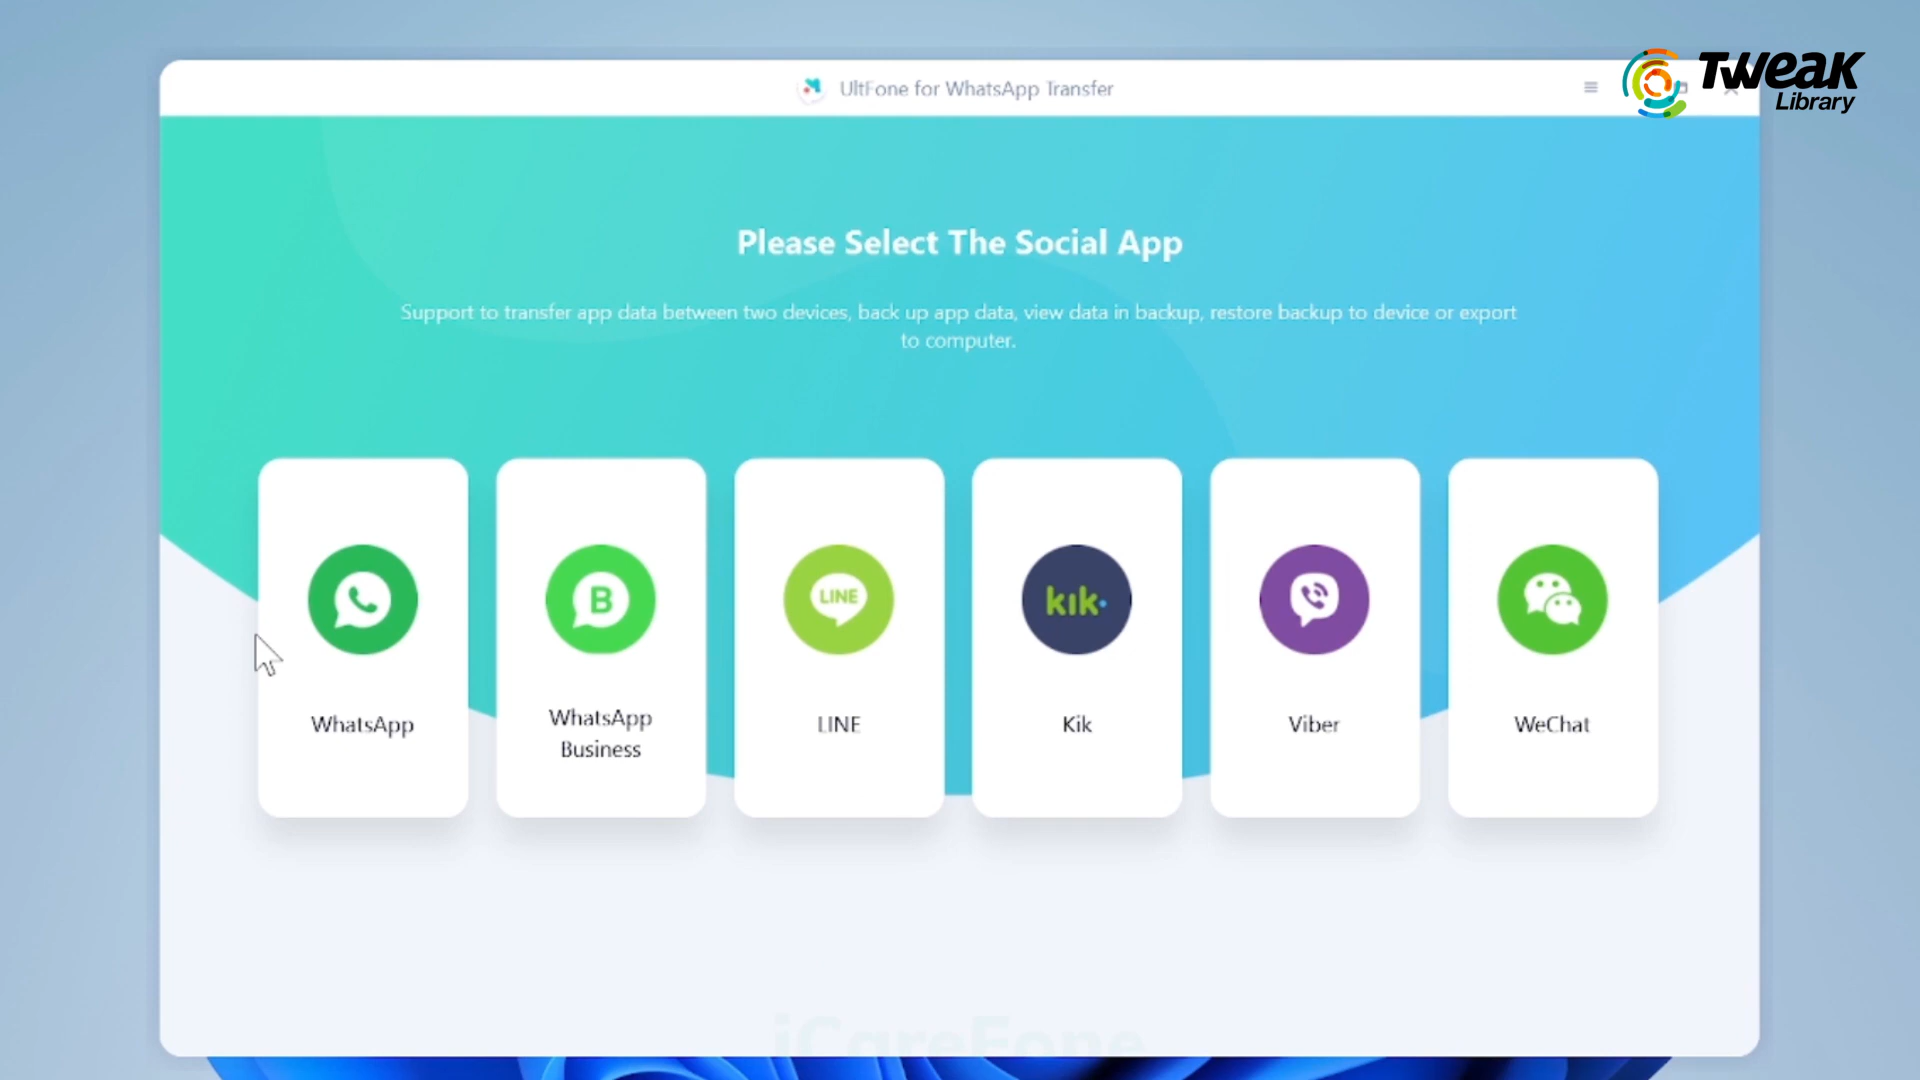 UltFone for WhatsApp Transfer
TWEAK
Library
Please Select The Social App
Support to transfer app data between two devices, back up app data, view data in backup, restore backup to device or export
to computer.
B
LINE
kik
WhatsApp
WhatsApp
Business
LINE
Kik
Viber
WeChat
iCareFone